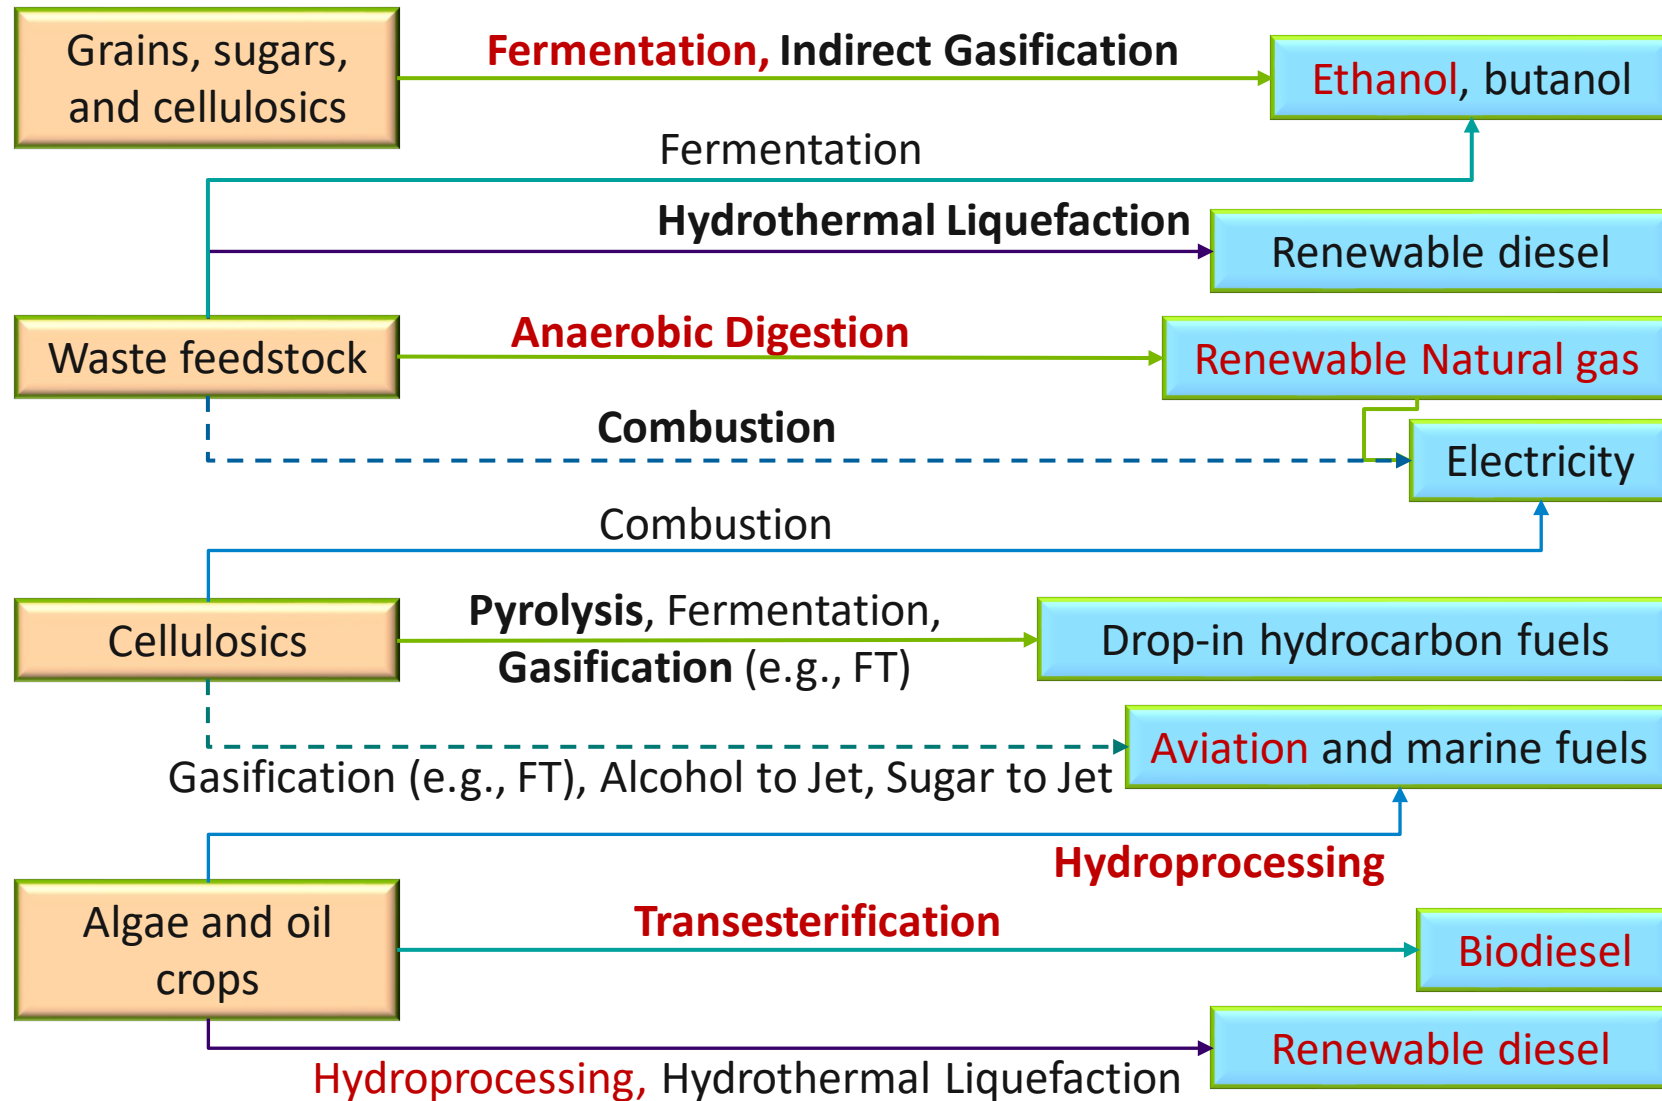 Grains, sugars,
and cellulosics
Fermentation, Indirect Gasification
Ethanol, butanol
Fermentation
Hydrothermal Liquefaction
Renewable diesel
Waste feedstock
Anaerobic Digestion
Renewable Natural gas
Combustion
Electricity
Combustion
Cellulosics
Pyrolysis, Fermentation,
Gasification (e.g., FT)
Drop-in hydrocarbon fuels
Aviation and marine fuels
Gasification (e.g., FT), Alcohol to Jet, Sugar to Jet
Hydroprocessing
Algae and oil
crops
Transesterification
Biodiesel
Renewable diesel
Hydroprocessing, Hydrothermal Liquefaction